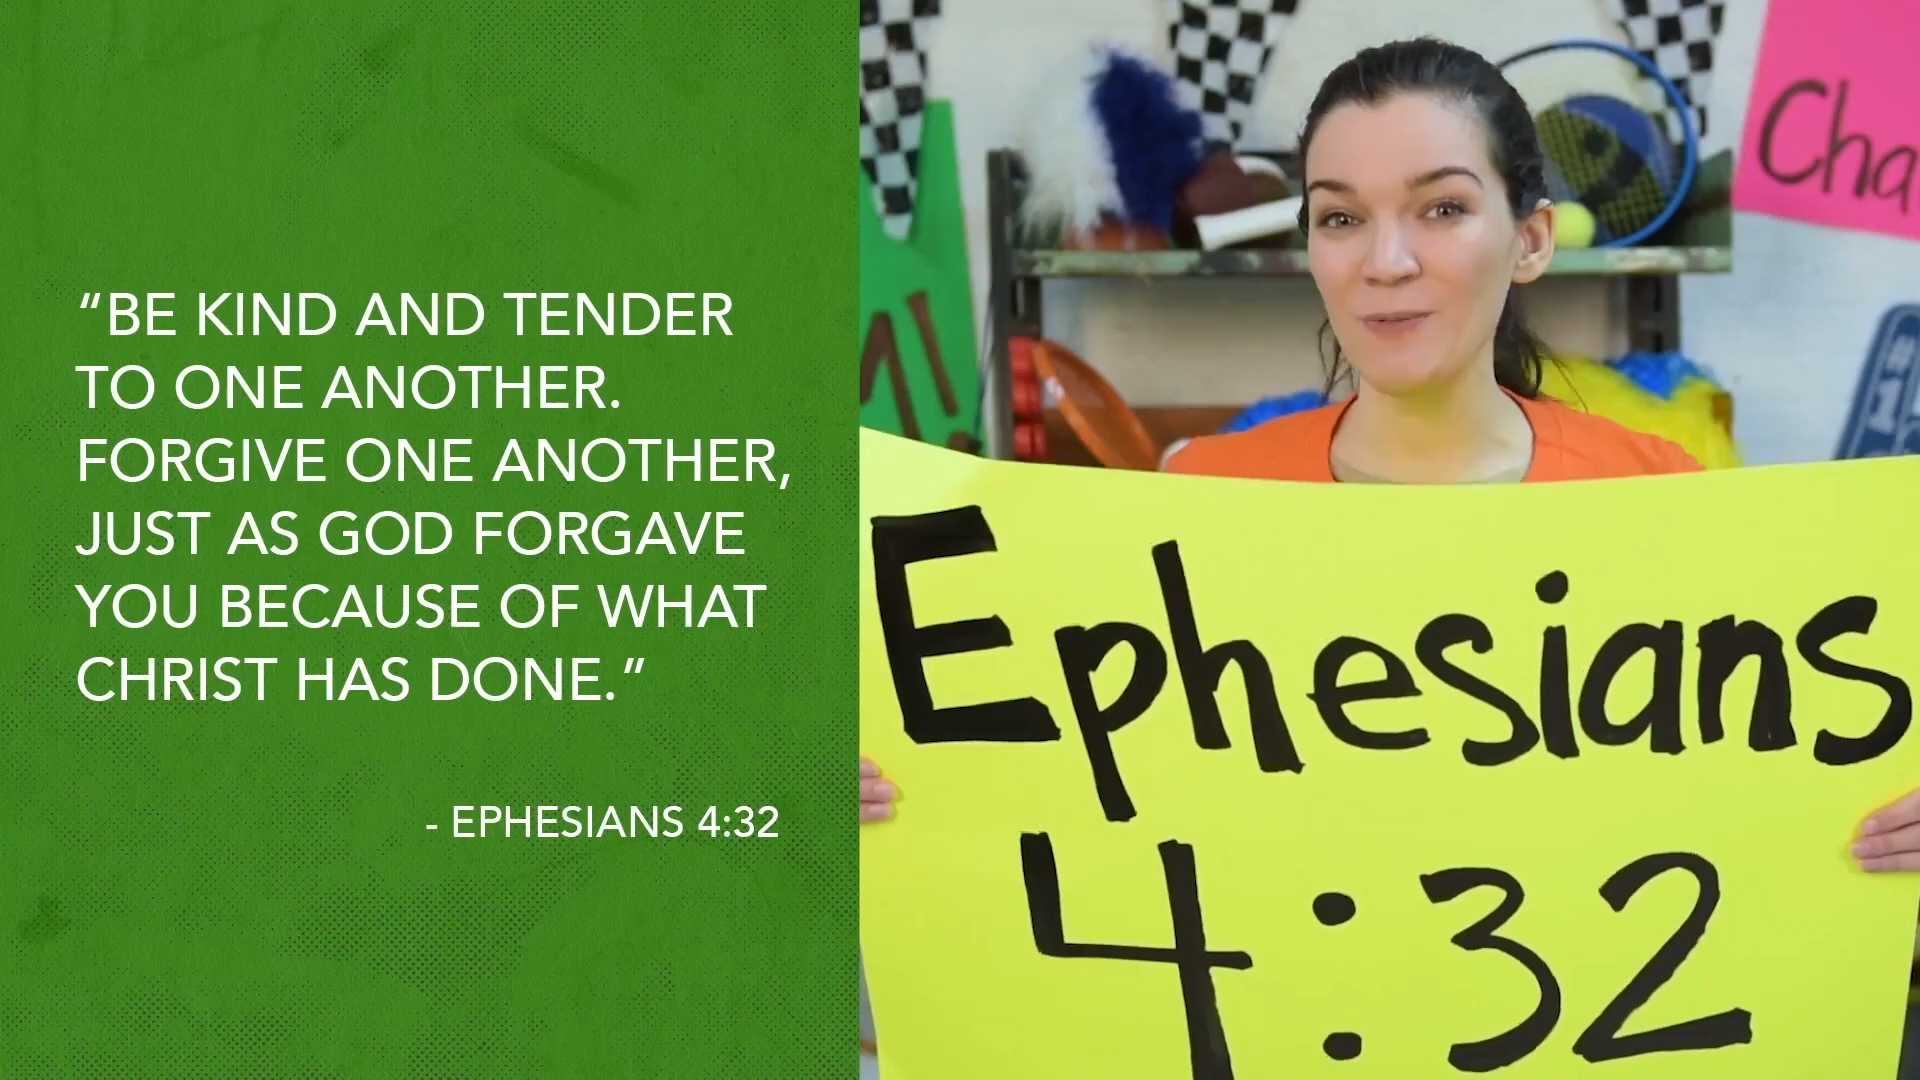 “BE KIND AND TENDER
TO ONE ANOTHER.
FORGIVE ONE ANOTHER,
JUST AS GOD FORGAVE
YOU BECAUSE OF WHAT
CHRIST HAS DONE.”
- EPHESIANS 4:32
M!
Cha
#1
Ephesians
4:32